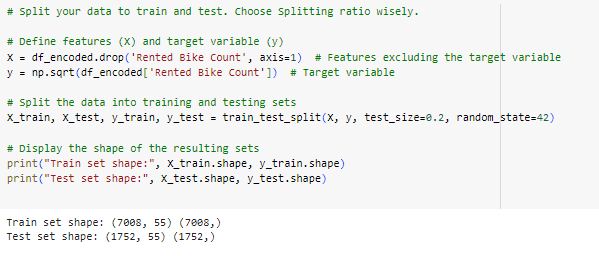 # Split your data to train and test. Choose Splitting ratio wisely.
# Define features (X) and target variable (y)
X = df_encoded.drop('Rented Bike Count', axis=1)  # Features excluding the target variable
y = np.sqrt(df_encoded['Rented Bike Count'])  # Target variable
# Split the data into training and testing sets
X_train, X_test, y_train, y_test = train_test_split(X, y, test_size=0.2, random_state=42)
# Display the shape of the resulting sets
print("Train set shape:", X_train.shape, y_train.shape)
print("Test set shape:", X_test.shape, y_test.shape)
Train set shape: (7008, 55) (7008,)
Test set shape: (1752, 55) (1752,)